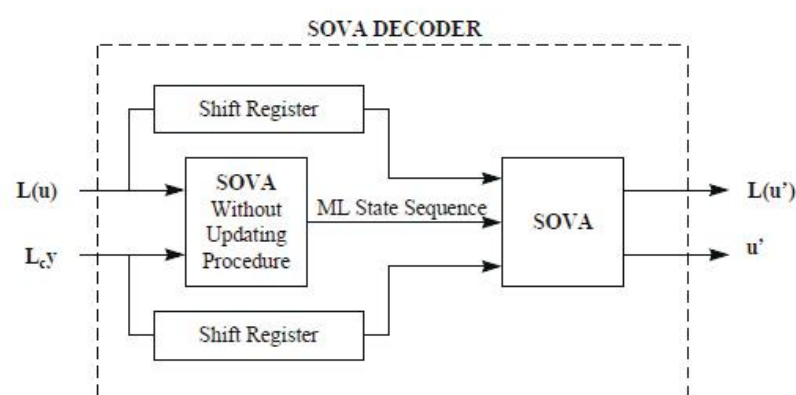 SOVA DECODER
Shift Register
L(u)
SOVA
Without
Updating
Procedure
ML State Sequence
SOVA
L(u')
L_cy
u'
Shift Register